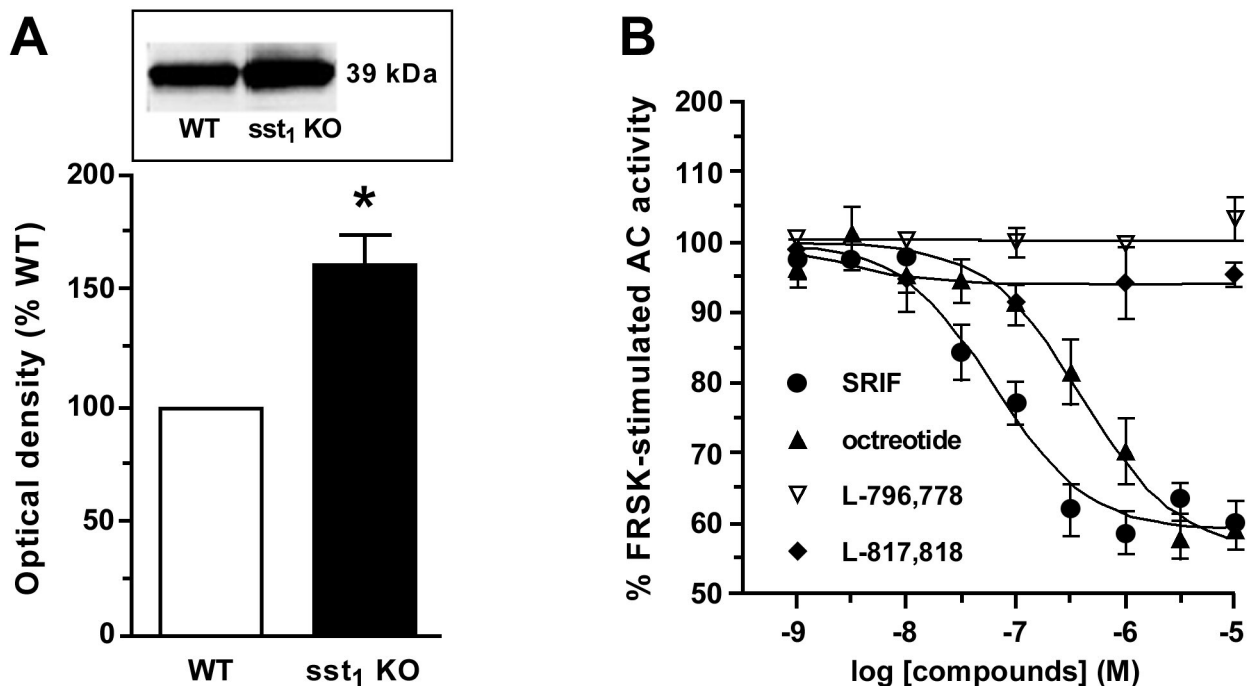 A
39 kDa
WT sst₁ KO
Optical density (% WT)
200
150
100
50
0
*
WT sst₁ KO
B
% FRSK-stimulated AC activity
200
110
100
90
80
70
60
50
SRIF
octreotide
L-796,778
L-817,818
-9 -8 -7 -6 -5
log [compounds] (M)